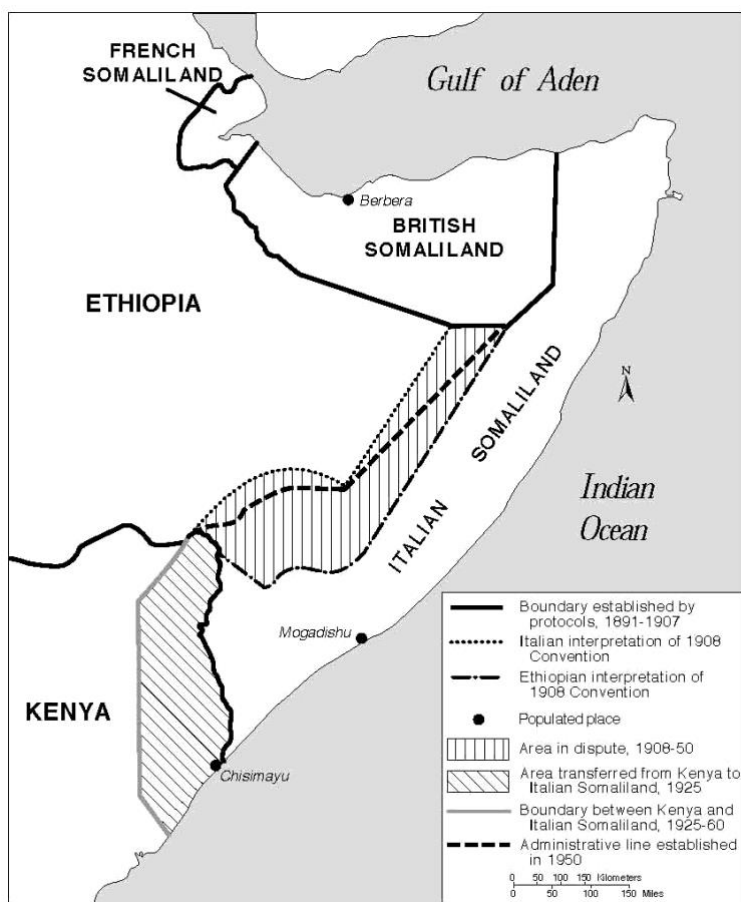 FRENCH
SOMALILAND
Gulf of Aden
Berbera
BRITISH
SOMALILAND
ETHIOPIA
SOMALILAND
N
ITALIAN
Indian
Ocean
Mogadishu
KENYA
Chisimayu
Boundary established by
protocols, 1891-1907
Italian interpretation of 1908
Convention
Ethiopian interpretation of
1908 Convention
Populated place
Area in dispute, 1908-50
Area transferred from Kenya to
Italian Somaliland, 1925
Boundary between Kenya and
Italian Somaliland, 1925-60
Administrative line established
in 1950
0 50 100 150 Kilometers
0 50 100 150 Miles